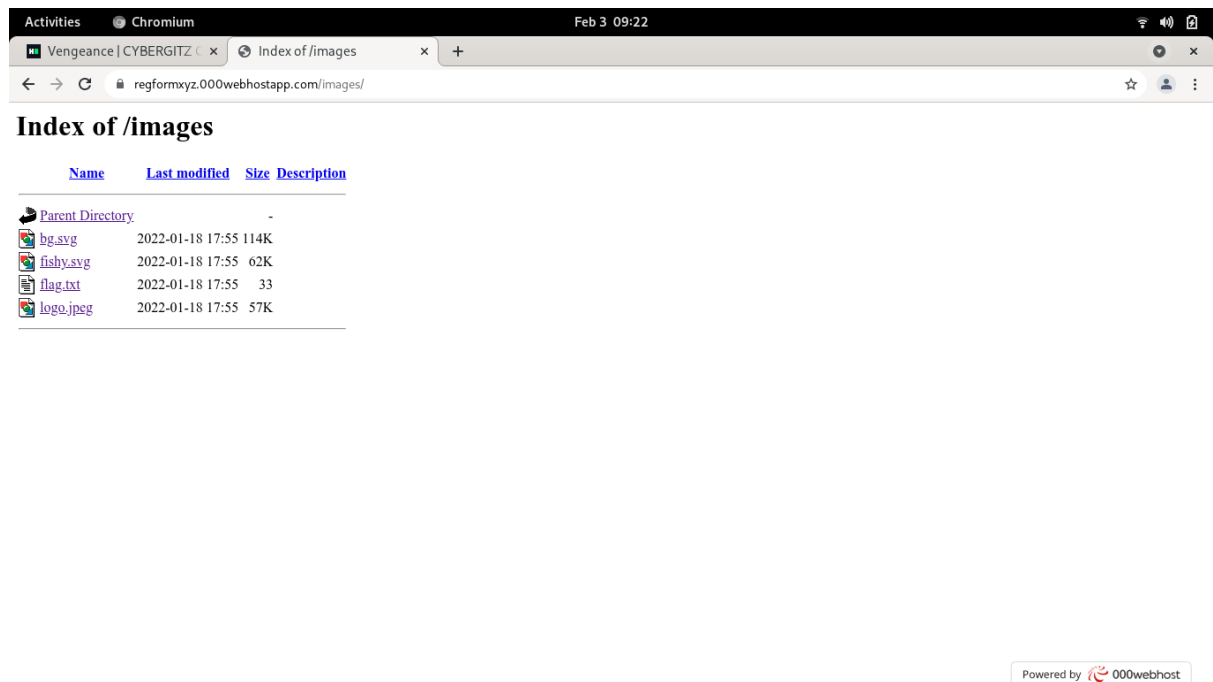 Activities Chromium Feb 3 09:22
Vengeance | CYBERGITZ C Index of /images
regformxyz.000webhostapp.com/images/
Index of /images
Name Last modified Size Description
Parent Directory -
bg.svg 2022-01-18 17:55 114K
fishy.svg 2022-01-18 17:55 62K
flag.txt 2022-01-18 17:55 33
logo.jpeg 2022-01-18 17:55 57K
Powered by 000webhost